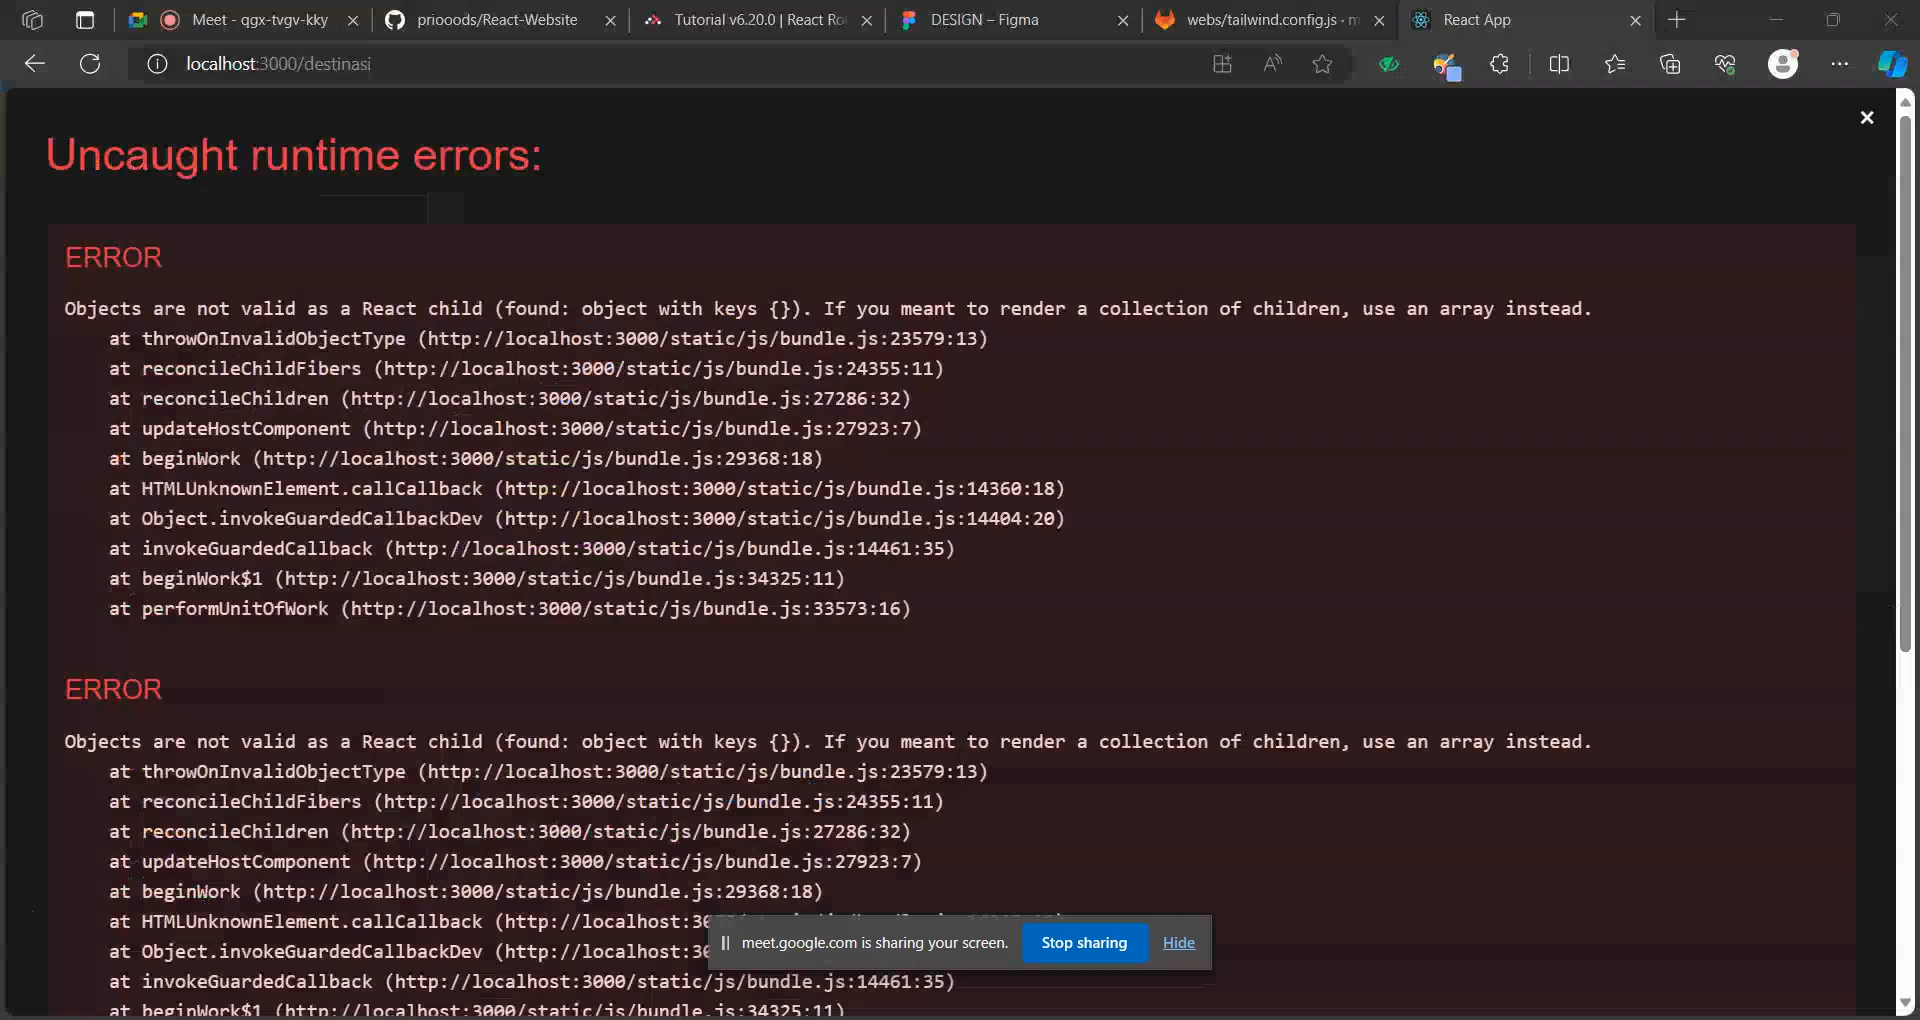 Meet - qgx-tvgv-kky
priooods/React-Website
Tutorial v6.20.0 | React Ro
DESIGN – Figma
webs/tailwind.config.js · m
React App
localhost:3000/destinasi
Uncaught runtime errors:
ERROR
Objects are not valid as a React child (found: object with keys {}). If you meant to render a collection of children, use an array instead.
at throwOnInvalidObjectType (http://localhost:3000/static/js/bundle.js:23579:13)
at reconcileChildFibers (http://localhost:3000/static/js/bundle.js:24355:11)
at reconcileChildren (http://localhost:3000/static/js/bundle.js:27286:32)
at updateHostComponent (http://localhost:3000/static/js/bundle.js:27923:7)
at beginWork (http://localhost:3000/static/js/bundle.js:29368:18)
at HTMLUnknownElement.callCallback (http://localhost:3000/static/js/bundle.js:14360:18)
at Object.invokeGuardedCallbackDev (http://localhost:3000/static/js/bundle.js:14404:20)
at invokeGuardedCallback (http://localhost:3000/static/js/bundle.js:14461:35)
at beginWork$1 (http://localhost:3000/static/js/bundle.js:34325:11)
at performUnitOfWork (http://localhost:3000/static/js/bundle.js:33573:16)
ERROR
Objects are not valid as a React child (found: object with keys {}). If you meant to render a collection of children, use an array instead.
at throwOnInvalidObjectType (http://localhost:3000/static/js/bundle.js:23579:13)
at reconcileChildFibers (http://localhost:3000/static/js/bundle.js:24355:11)
at reconcileChildren (http://localhost:3000/static/js/bundle.js:27286:32)
at updateHostComponent (http://localhost:3000/static/js/bundle.js:27923:7)
at beginWork (http://localhost:3000/static/js/bundle.js:29368:18)
at HTMLUnknownElement.callCallback (http://localhost:30
at Object.invokeGuardedCallbackDev (http://localhost:30
meet.google.com is sharing your screen.
Stop sharing
Hide
at invokeGuardedCallback (http://localhost:3000/static/js/bundle.js:14461:35)
at beginWork$1 (http://localhost:3000/static/js/bundle.js:34325:11)